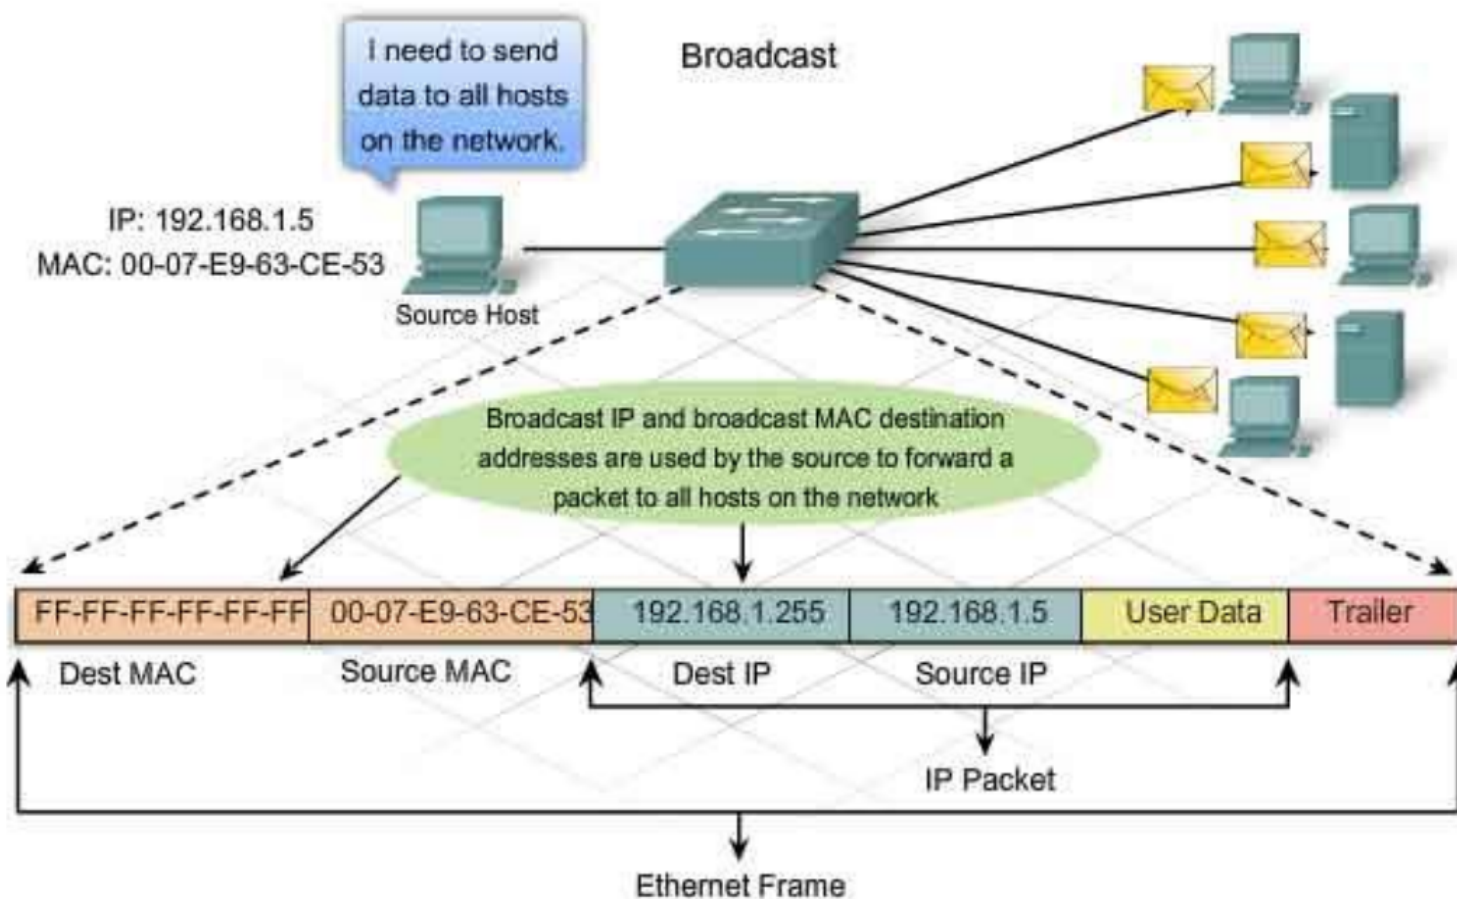 Broadcast
I need to send
data to all hosts
on the network.
IP: 192.168.1.5
MAC: 00-07-E9-63-CE-53
Source Host
Broadcast IP and broadcast MAC destination
addresses are used by the source to forward a
packet to all hosts on the network
FF-FF-FF-FF-FF-FF 00-07-E9-63-CE-53 192.168.1.255 192.168.1.5 User Data Trailer
Dest MAC Source MAC Dest IP Source IP
IP Packet
Ethernet Frame